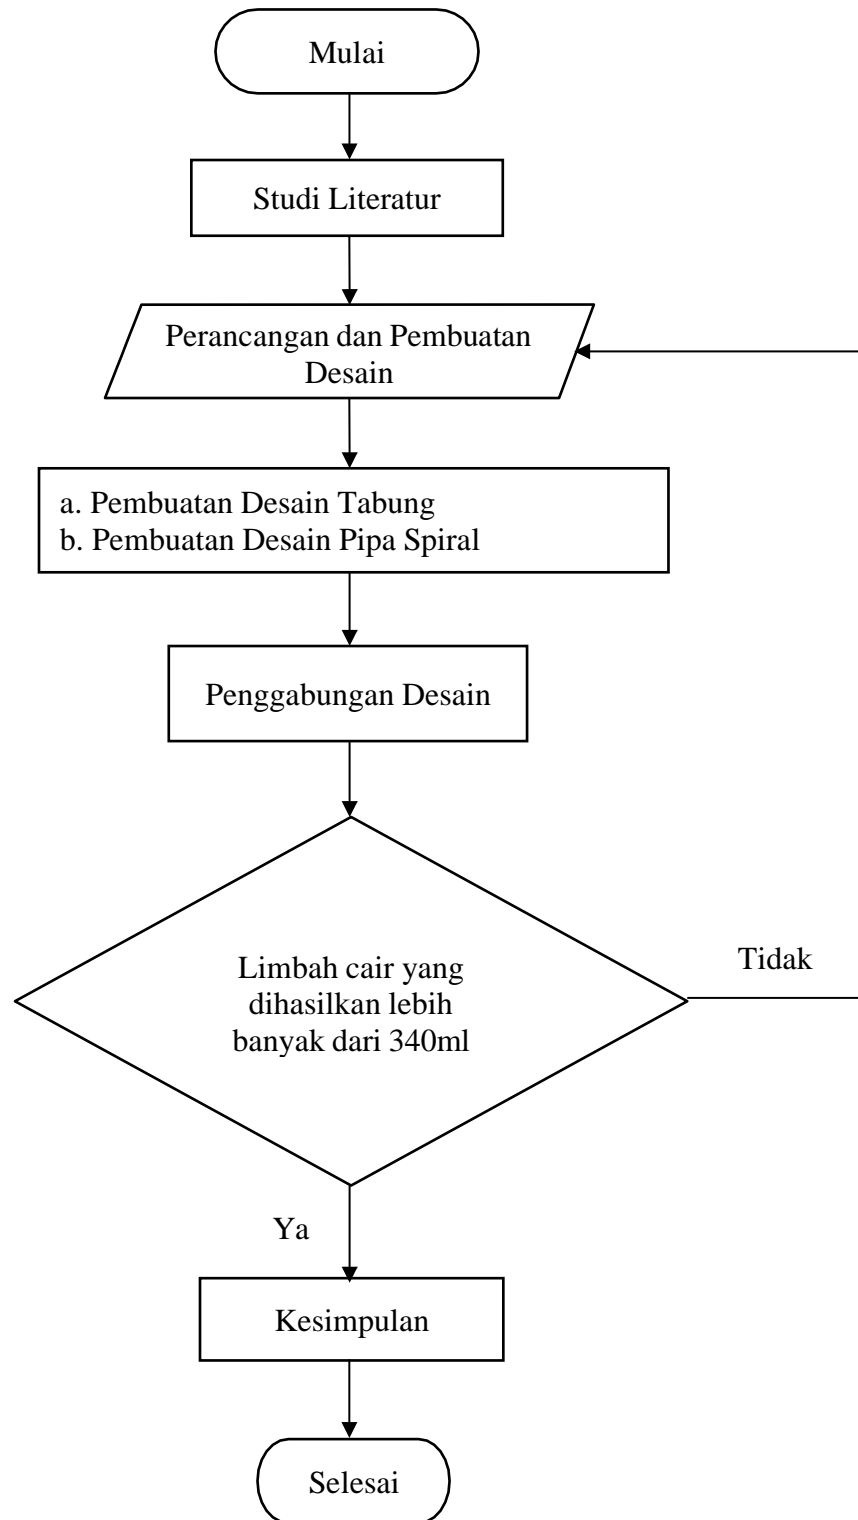 Mulai
Studi Literatur
Perancangan dan Pembuatan
Desain
a. Pembuatan Desain Tabung
b. Pembuatan Desain Pipa Spiral
Penggabungan Desain
Limbah cair yang
dihasilkan lebih
banyak dari 340ml
Tidak
Ya
Kesimpulan
Selesai